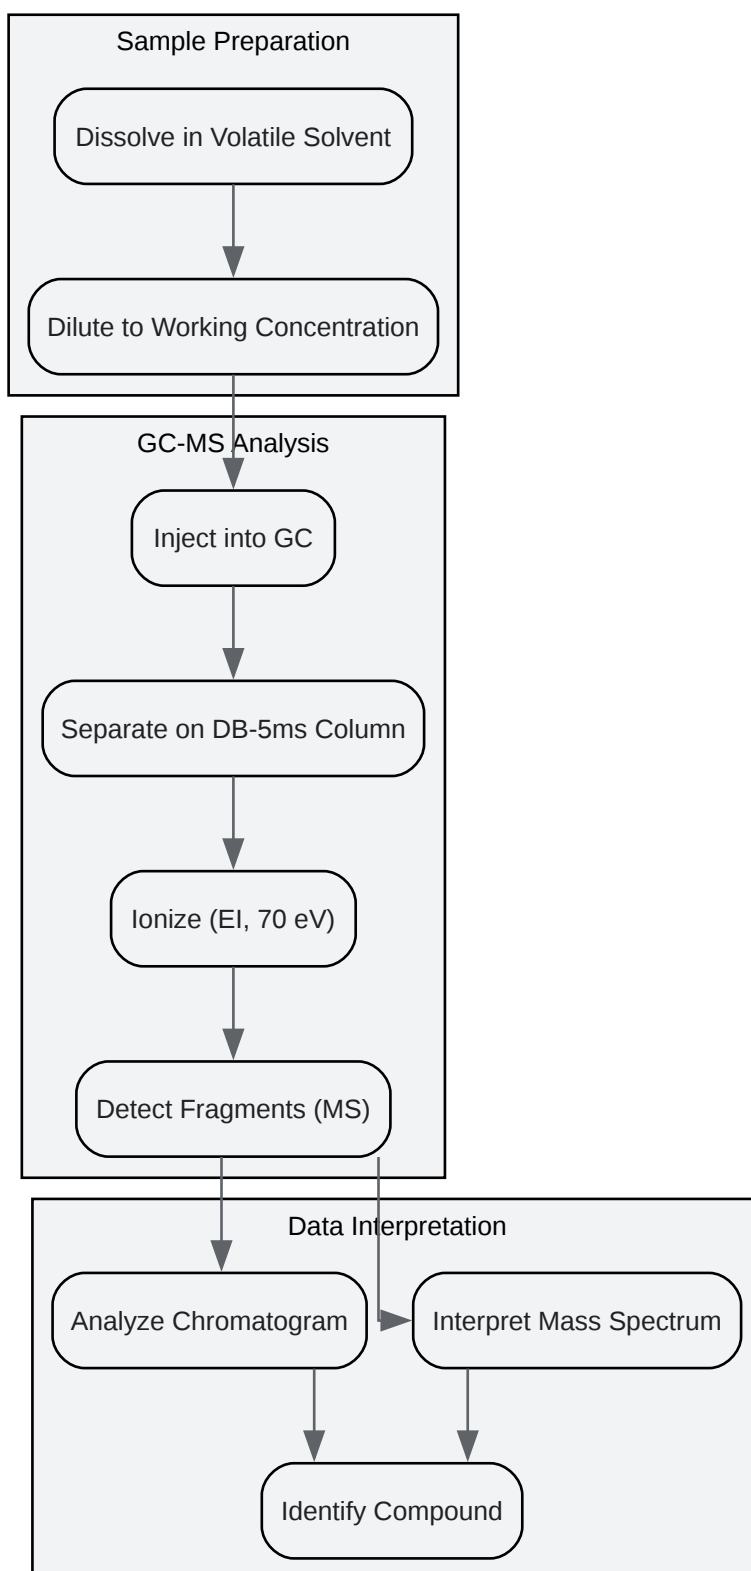 Sample Preparation
Dissolve in Volatile Solvent
Dilute to Working Concentration
GC-MS Analysis
Inject into GC
Separate on DB-5ms Column
Ionize (EI, 70 eV)
Detect Fragments (MS)
Data Interpretation
Analyze Chromatogram
Interpret Mass Spectrum
Identify Compound